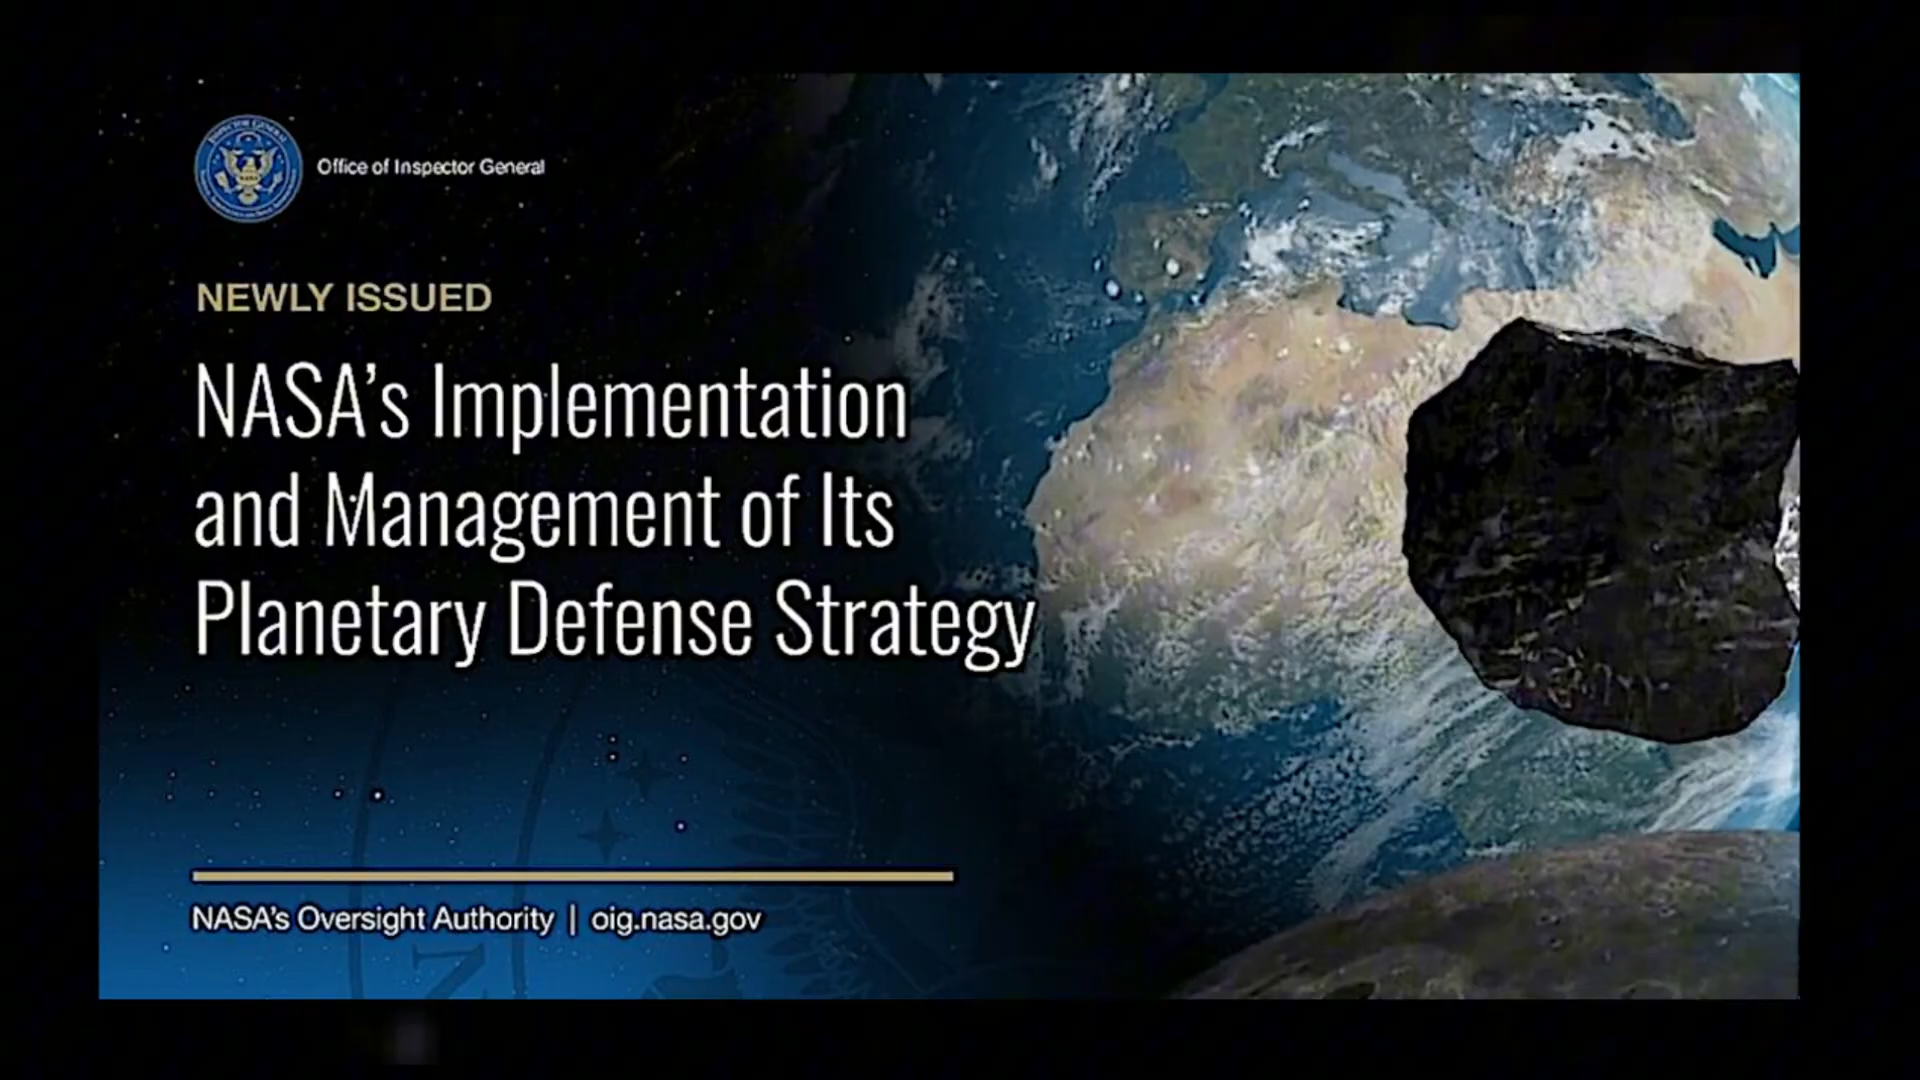 Office of Inspector General
NEWLY ISSUED
NASA's Implementation
and Management of Its
Planetary Defense Strategy
NASA's Oversight Authority | oig.nasa.gov